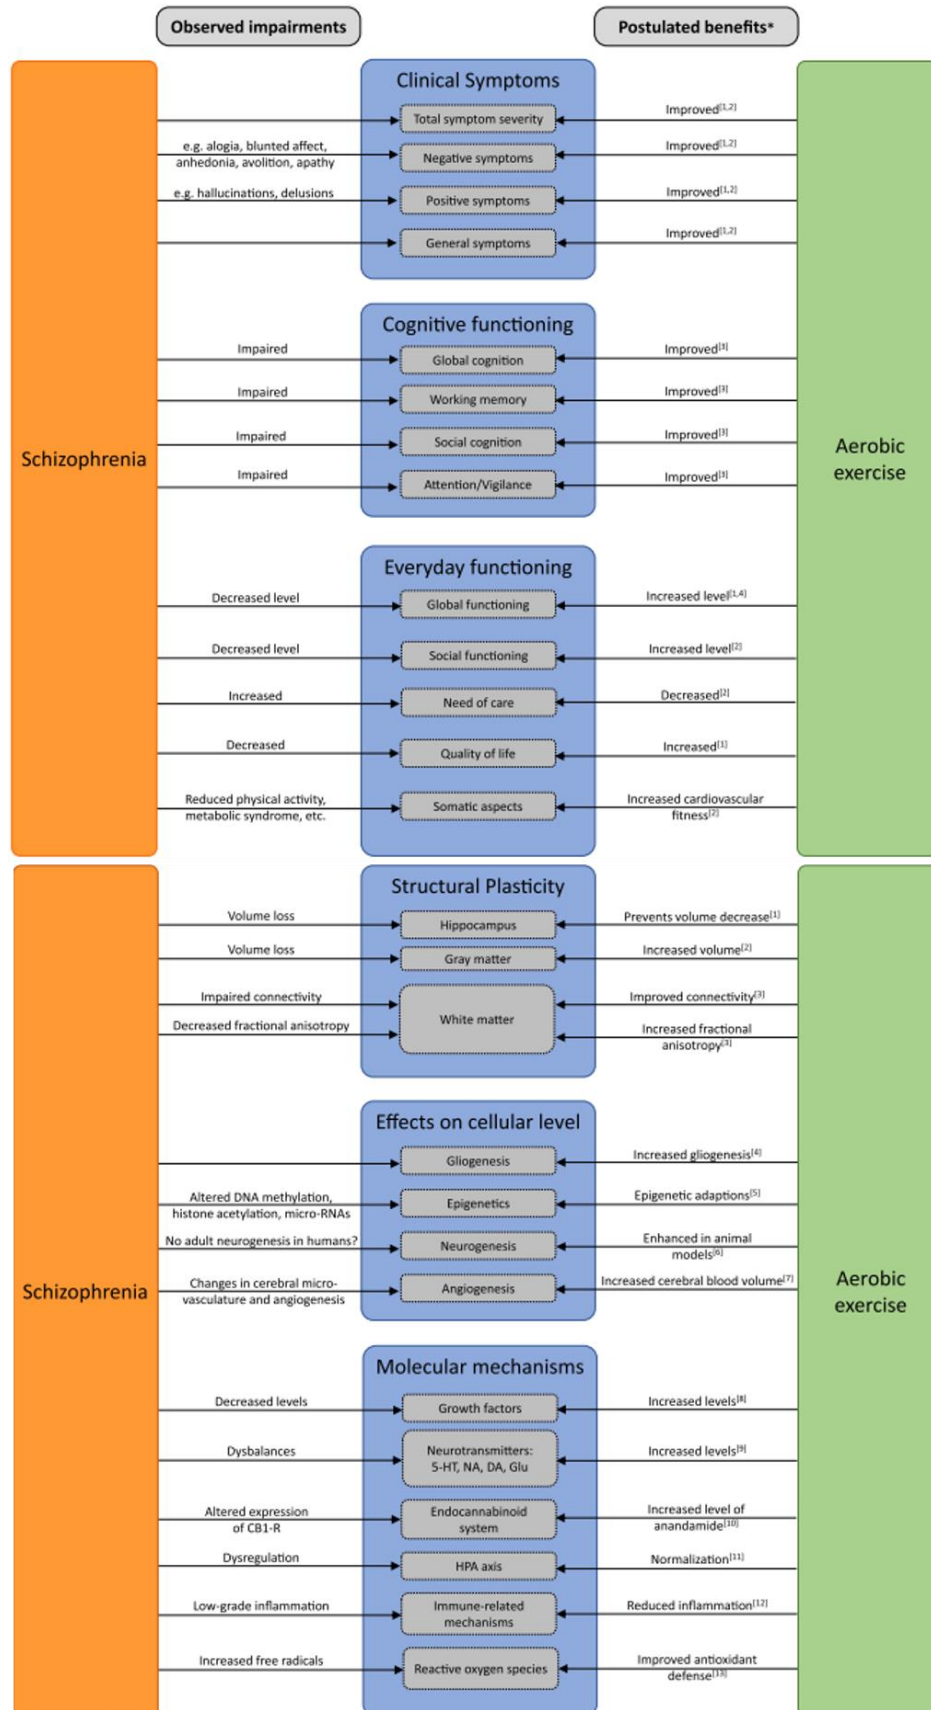 Observed impairments
Postulated benefits*
Schizophrenia
Aerobic
exercise
Clinical Symptoms
Total symptom severity
Improved[1,2]
e.g. alogia, blunted affect,
anhedonia, avolition, apathy
Negative symptoms
Improved[1,2]
e.g. hallucinations, delusions
Positive symptoms
Improved[1,2]
General symptoms
Improved[1,2]
Cognitive functioning
Impaired
Global cognition
Improved[3]
Impaired
Working memory
Improved[3]
Impaired
Social cognition
Improved[3]
Impaired
Attention/Vigilance
Improved[3]
Everyday functioning
Decreased level
Global functioning
Increased level[1,4]
Decreased level
Social functioning
Increased level[2]
Increased
Need of care
Decreased[2]
Decreased
Quality of life
Increased[1]
Reduced physical activity,
metabolic syndrome, etc.
Somatic aspects
Increased cardiovascular
fitness[2]
Schizophrenia
Aerobic
exercise
Structural Plasticity
Volume loss
Hippocampus
Prevents volume decrease[1]
Volume loss
Gray matter
Increased volume[2]
Impaired connectivity
Decreased fractional anisotropy
White matter
Improved connectivity[3]
Increased fractional
anisotropy[3]
Effects on cellular level
Gliogenesis
Increased gliogenesis[4]
Altered DNA methylation,
histone acetylation, micro-RNAs
Epigenetics
Epigenetic adaptions[5]
No adult neurogenesis in humans?
Neurogenesis
Enhanced in animal
models[6]
Changes in cerebral micro-
vasculature and angiogenesis
Angiogenesis
Increased cerebral blood volume[7]
Molecular mechanisms
Decreased levels
Growth factors
Increased levels[8]
Dysbalances
Neurotransmitters:
5-HT, NA, DA, Glu
Increased levels[9]
Altered expression
of CB1-R
Endocannabinoid
system
Increased level of
anandamide[10]
Dysregulation
HPA axis
Normalization[11]
Low-grade inflammation
Immune-related
mechanisms
Reduced inflammation[12]
Increased free radicals
Reactive oxygen species
Improved antioxidant
defense[13]